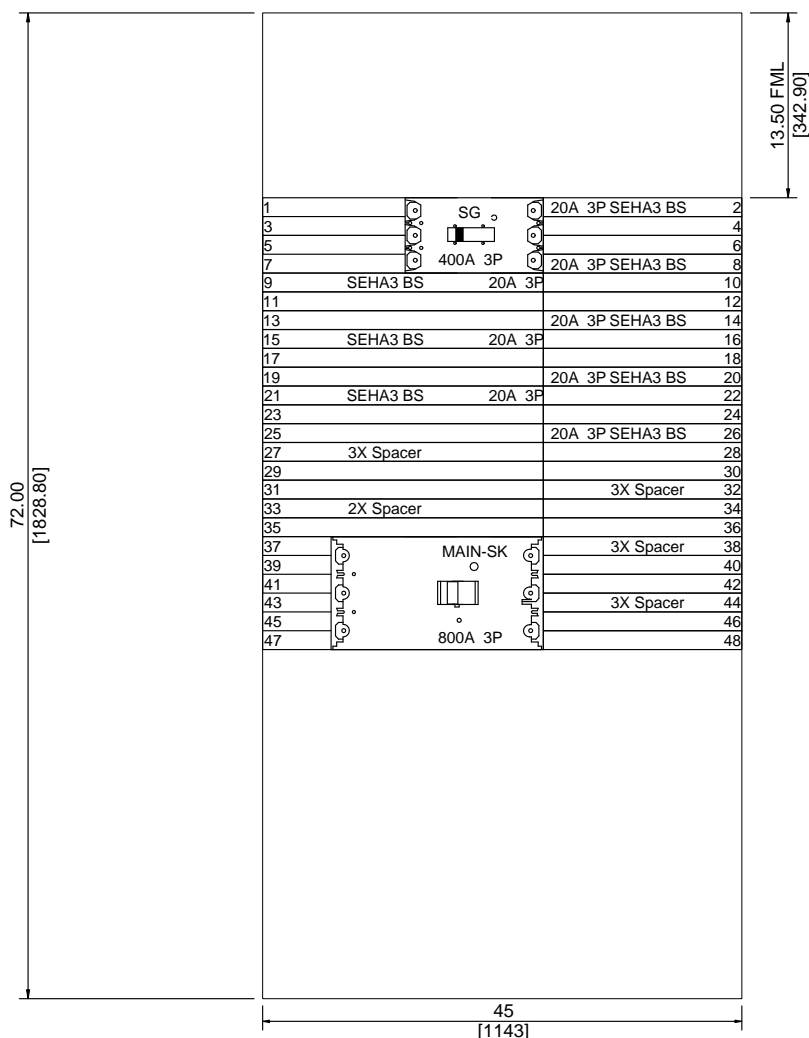 13.50 FML
[342.90]
72.00
[1828.80]
1 SG 20A 3P SEHA3 BS 2
3 4
5 6
7 400A 3P 20A 3P SEHA3 BS 8
9 SEHA3 BS 20A 3P 10
11 12
13 20A 3P SEHA3 BS 14
15 SEHA3 BS 20A 3P 16
17 18
19 20A 3P SEHA3 BS 20
21 SEHA3 BS 20A 3P 22
23 24
25 20A 3P SEHA3 BS 26
27 3X Spacer 28
29 30
31 3X Spacer 32
33 2X Spacer 34
35 36
37 MAIN-SK 3X Spacer 38
39 40
41 42
43 3X Spacer 44
45 46
47 800A 3P 48
45
[1143]